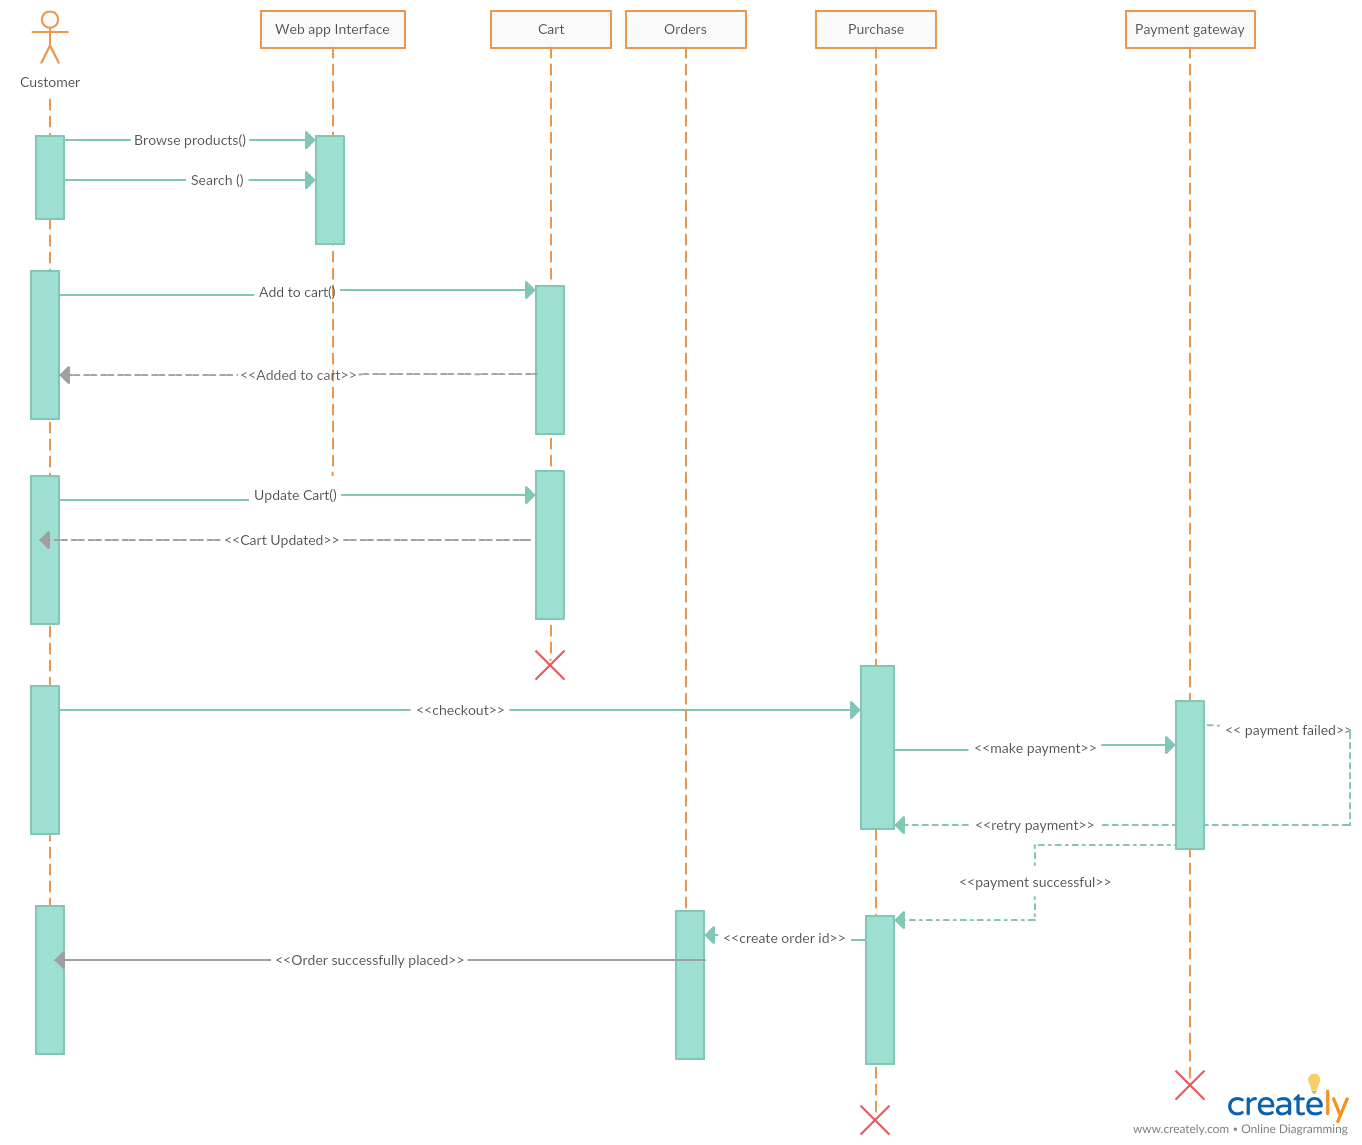 Customer
Web app Interface
Cart
Orders
Purchase
Payment gateway
Browse products()
Search ()
Add to cart()
<<Added to cart>>
Update Cart()
<<Cart Updated>>
<<checkout>>
<< payment failed>>
<<make payment>>
<<retry payment>>
<<payment successful>>
<<create order id>>
<<Order successfully placed>>
creately
www.creately.com • Online Diagramming